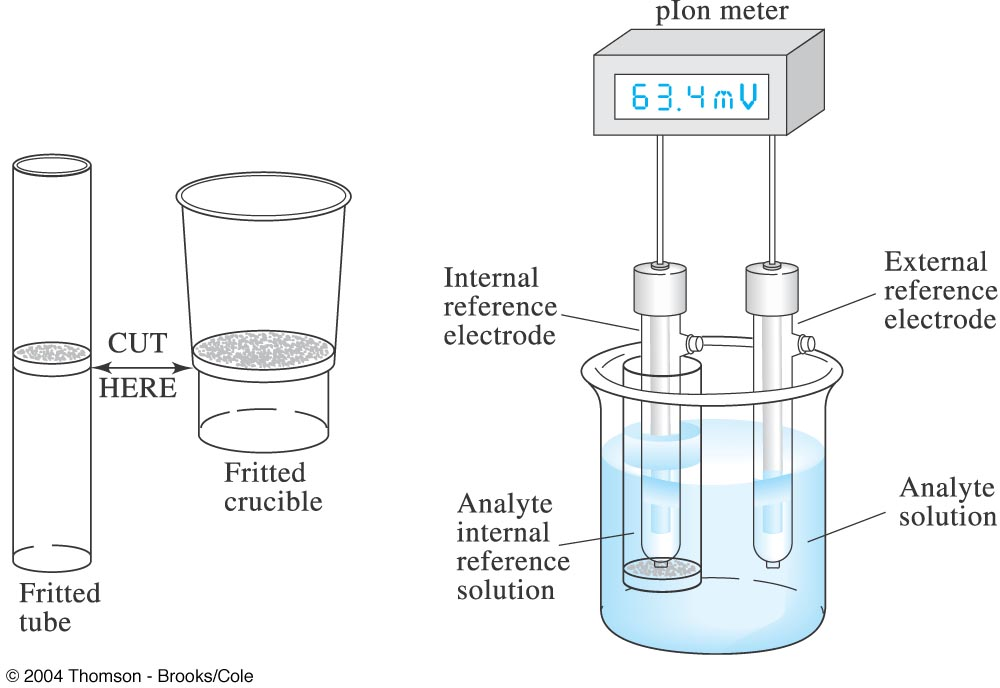 pIon meter
63.4mV
CUT
HERE
Fritted
crucible
Fritted
tube
Internal
reference
electrode
External
reference
electrode
Analyte
internal
reference
solution
Analyte
solution
© 2004 Thomson - Brooks/Cole